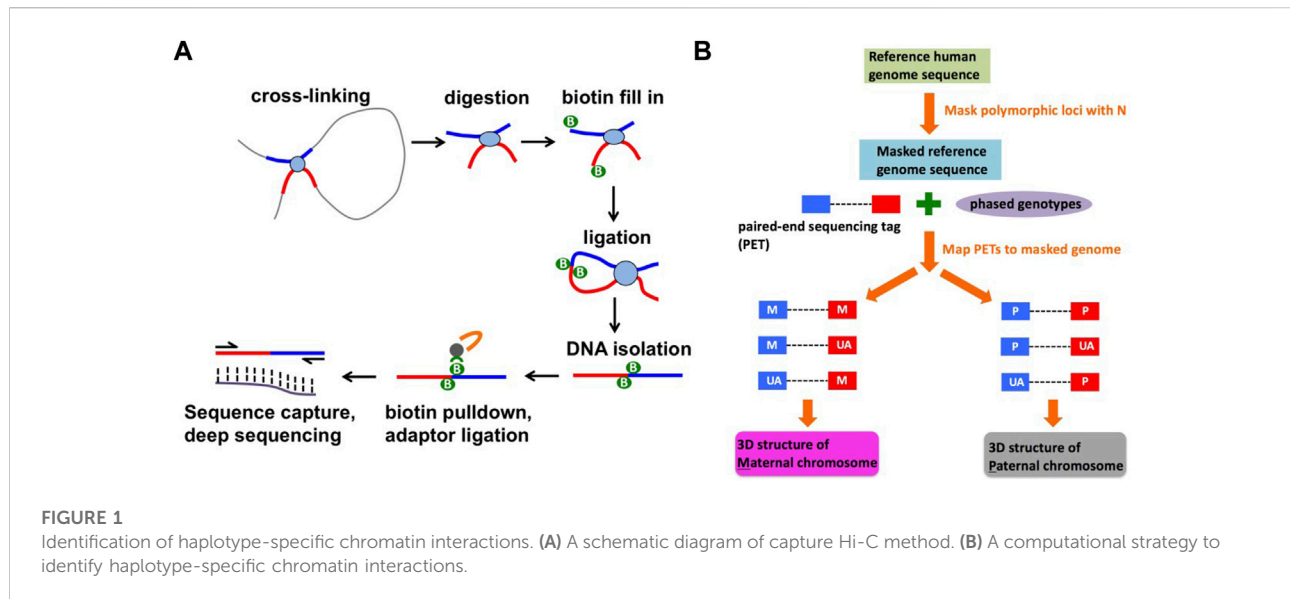 A
cross-linking
digestion
biotin fill in
B
B
ligation
B
B
DNA isolation
B
B
B
B
Sequence capture,
deep sequencing
biotin pulldown,
adaptor ligation
B
Reference human
genome sequence
Mask polymorphic loci with N
Masked reference
genome sequence
paired-end sequencing tag
(PET)
phased genotypes
Map PETs to masked genome
M M
M UA
UA M
P P
P UA
UA P
3D structure of
Maternal chromosome
3D structure of
Paternal chromosome
FIGURE 1
Identification of haplotype-specific chromatin interactions. (A) A schematic diagram of capture Hi-C method. (B) A computational strategy to
identify haplotype-specific chromatin interactions.